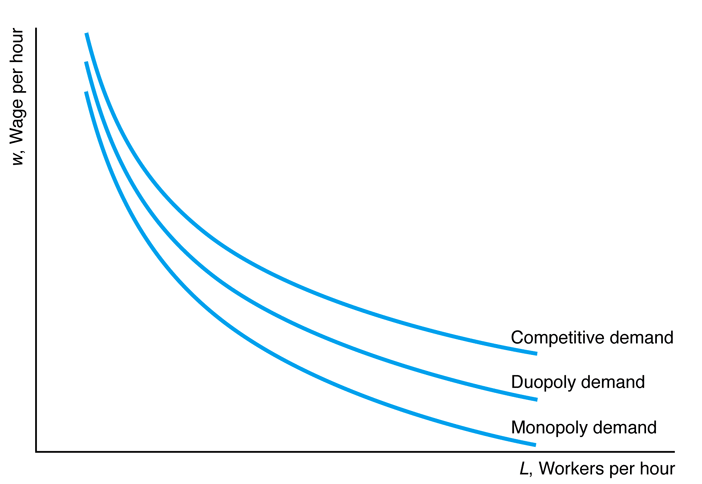 w, Wage per hour
Competitive demand
Duopoly demand
Monopoly demand
L, Workers per hour